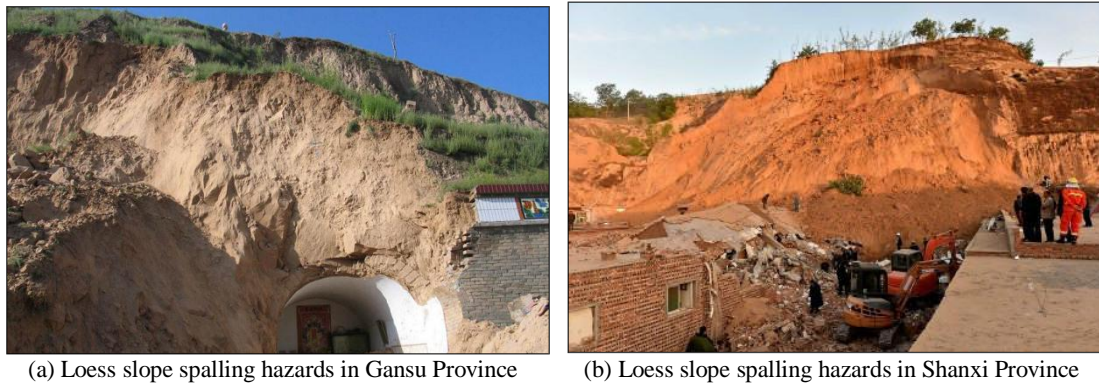 (a) Loess slope spalling hazards in Gansu Province
(b) Loess slope spalling hazards in Shanxi Province